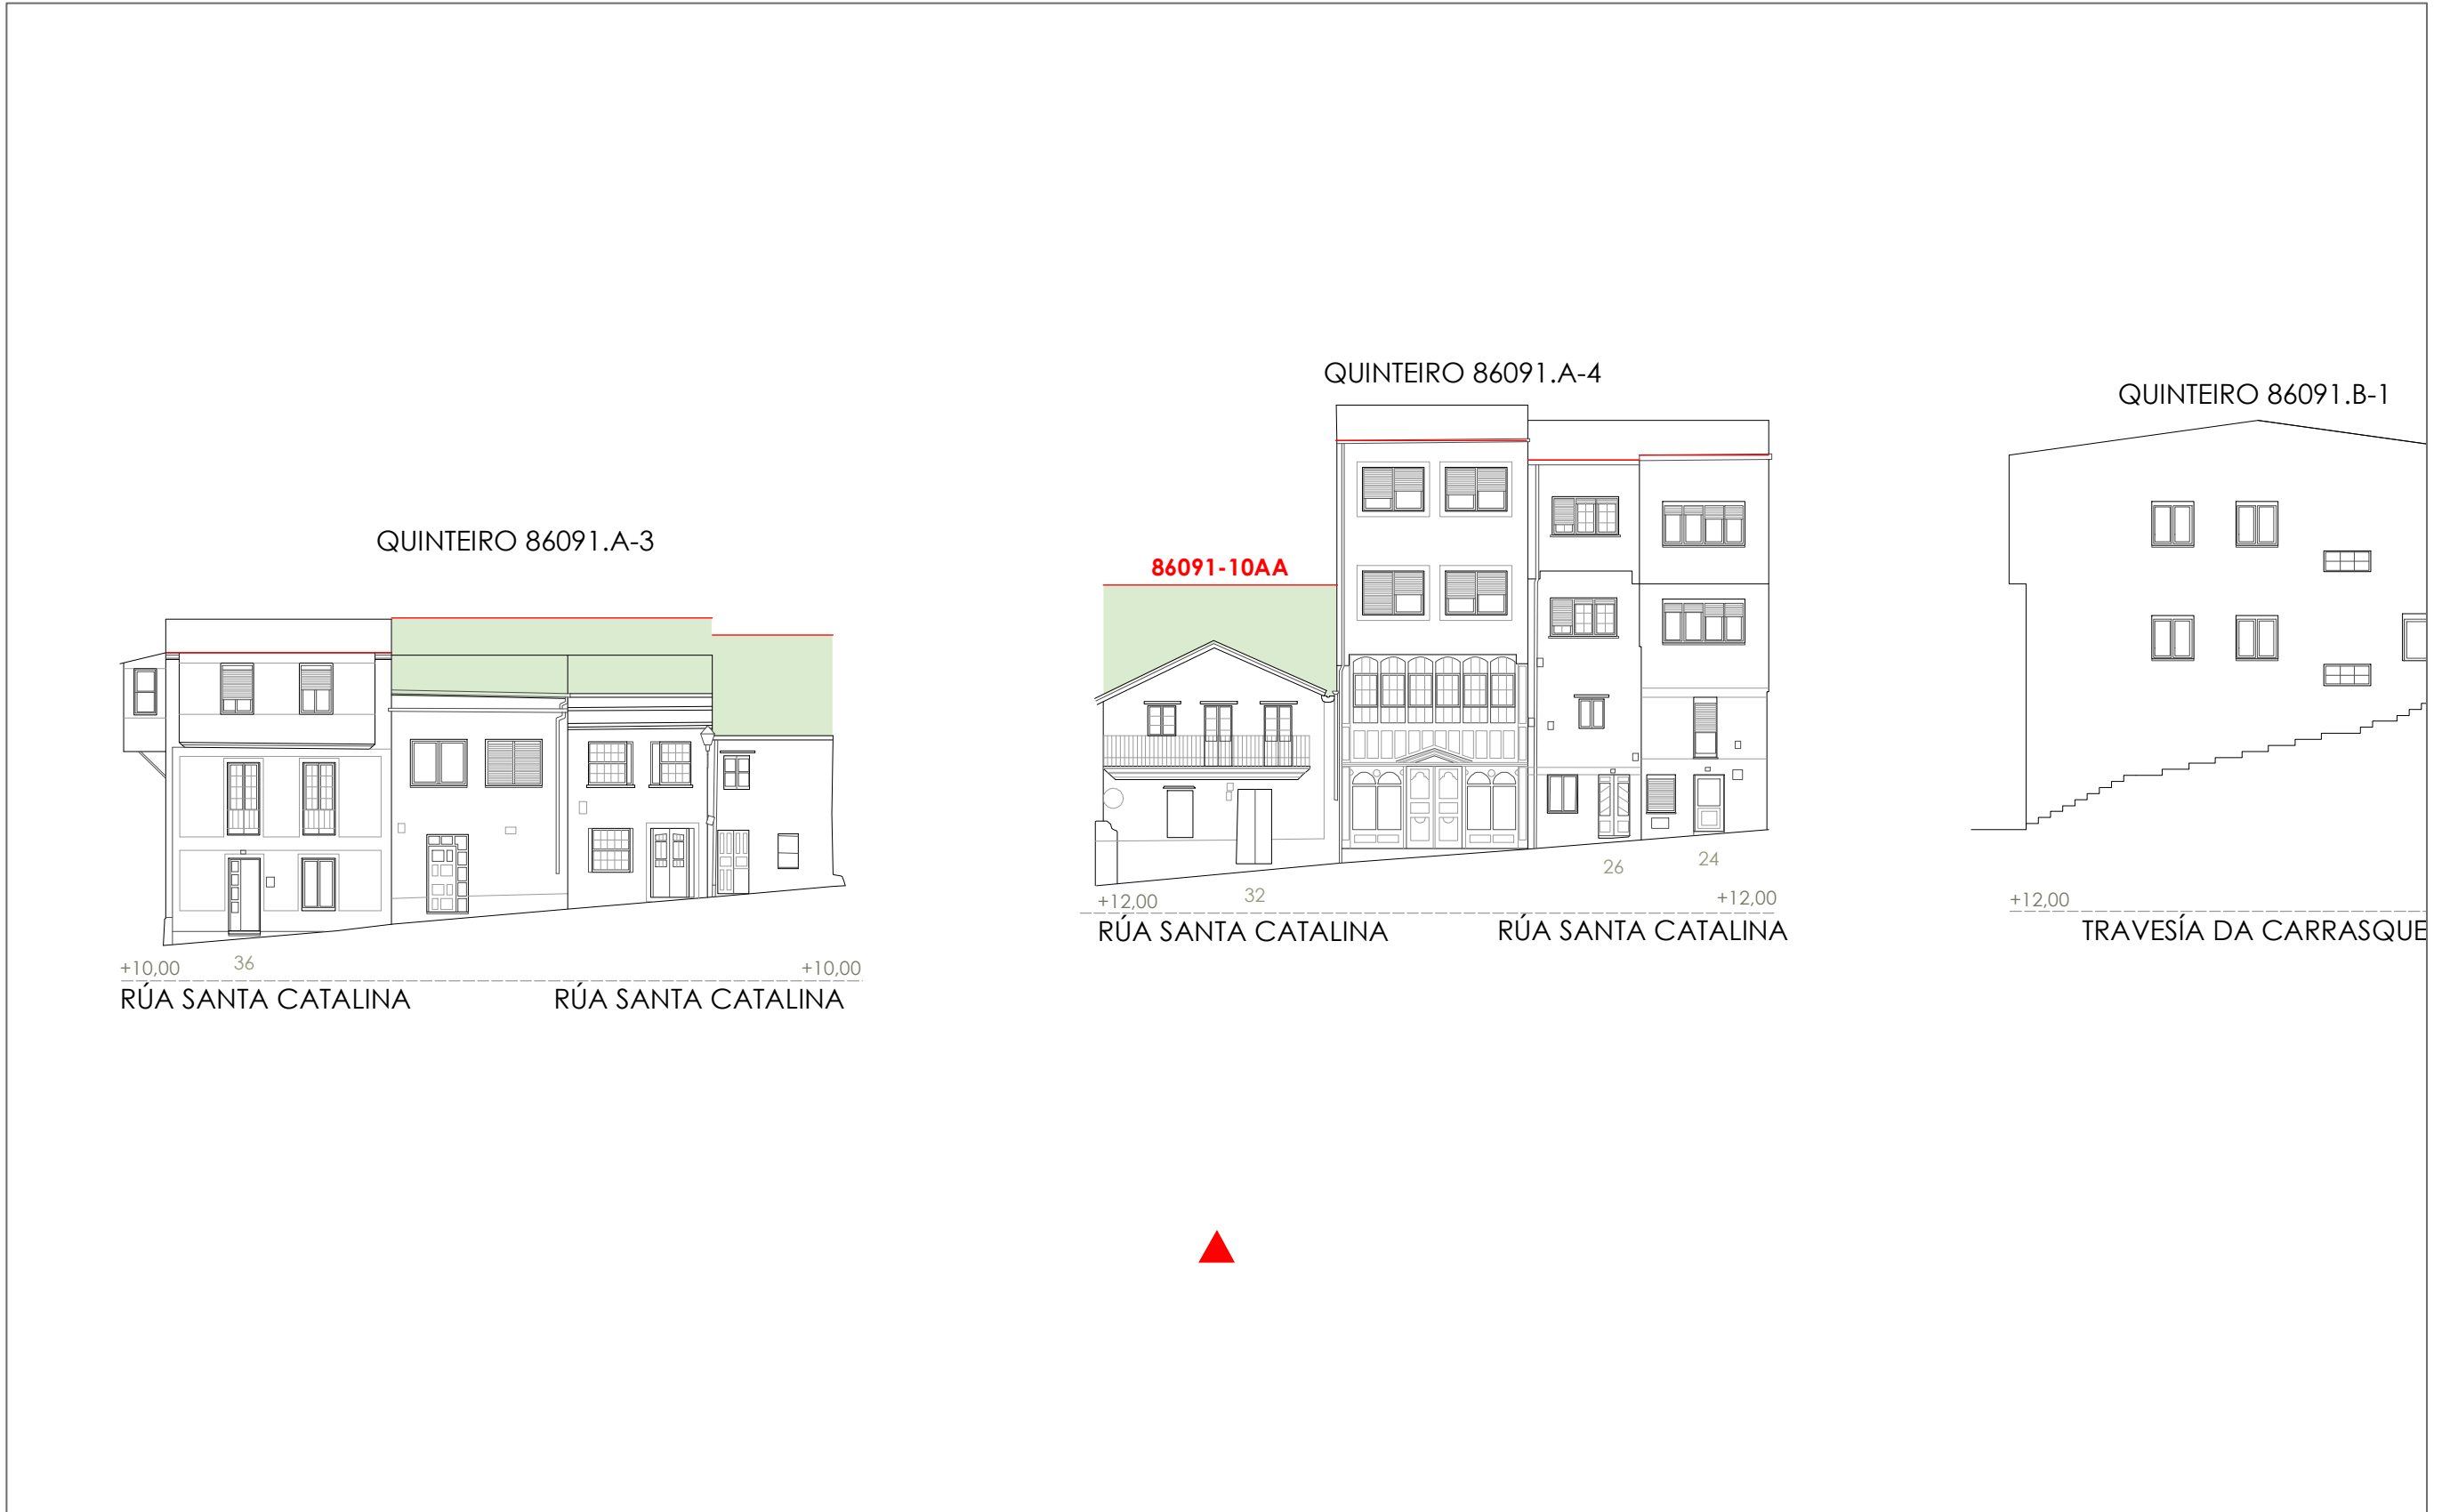 QUINTEIRO 86091.A-3
36
+10,00
+10,00
RÚA SANTA CATALINA
RÚA SANTA CATALINA
QUINTEIRO 86091.A-4
86091-10AA
32
26
24
+12,00
+12,00
RÚA SANTA CATALINA
RÚA SANTA CATALINA
QUINTEIRO 86091.B-1
+12,00
TRAVESÍA DA CARRASQUE